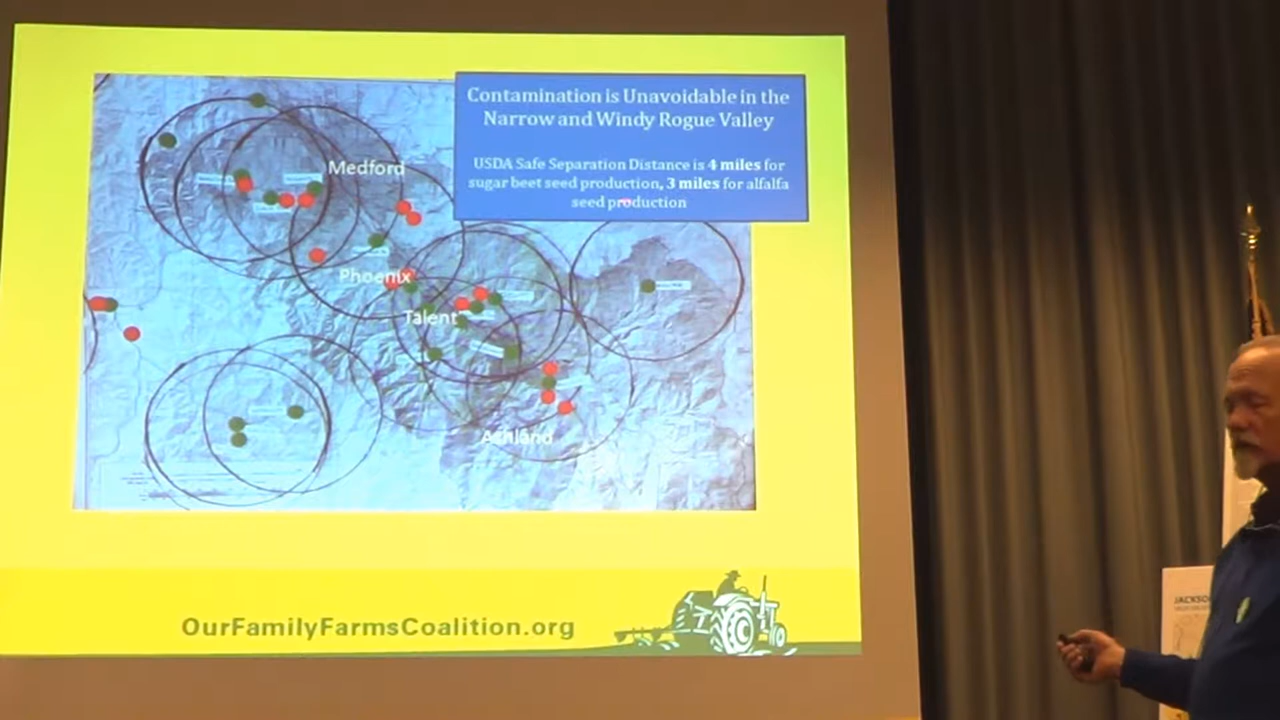 Contamination is Unavoidable in the
Narrow and Windy Rogue Valley
USDA Safe Separation Distance is 4 miles for
sugar beet seed production, 3 miles for alfalfa
seed production
Medford
Phoenix
Talent
Ashland
OurFamilyFarmsCoalition.org